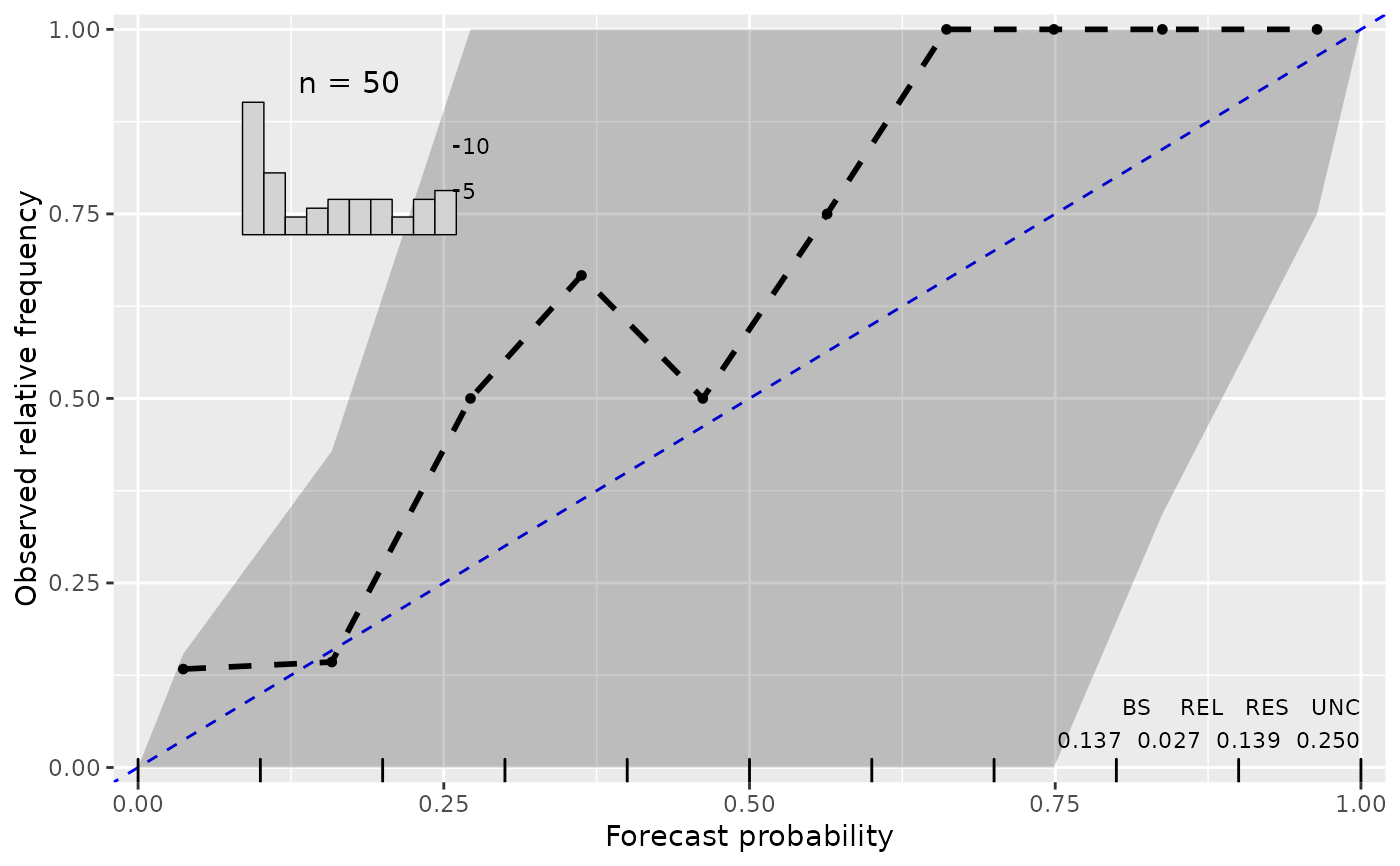 1.00
n = 50
10
5
0.75
0.50
0.25
0.00
Observed relative frequency
BS REL RES UNC
0.137 0.027 0.139 0.250
0.00 0.25 0.50 0.75 1.00
Forecast probability